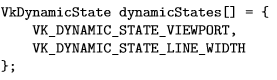 VkDynamicState dynamicStates[] = {
    VK_DYNAMIC_STATE_VIEWPORT,
    VK_DYNAMIC_STATE_LINE_WIDTH
};